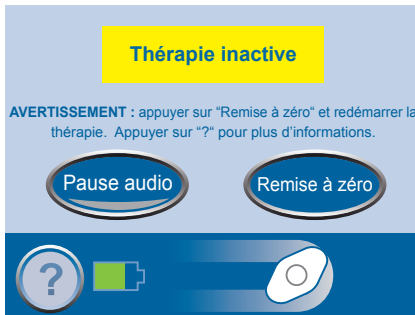 Thérapie inactive
AVERTISSEMENT : appuyer sur “Remise à zéro“ et redémarrer la
thérapie. Appuyer sur “?“ pour plus d’informations.
Pause audio
Remise à zéro
?